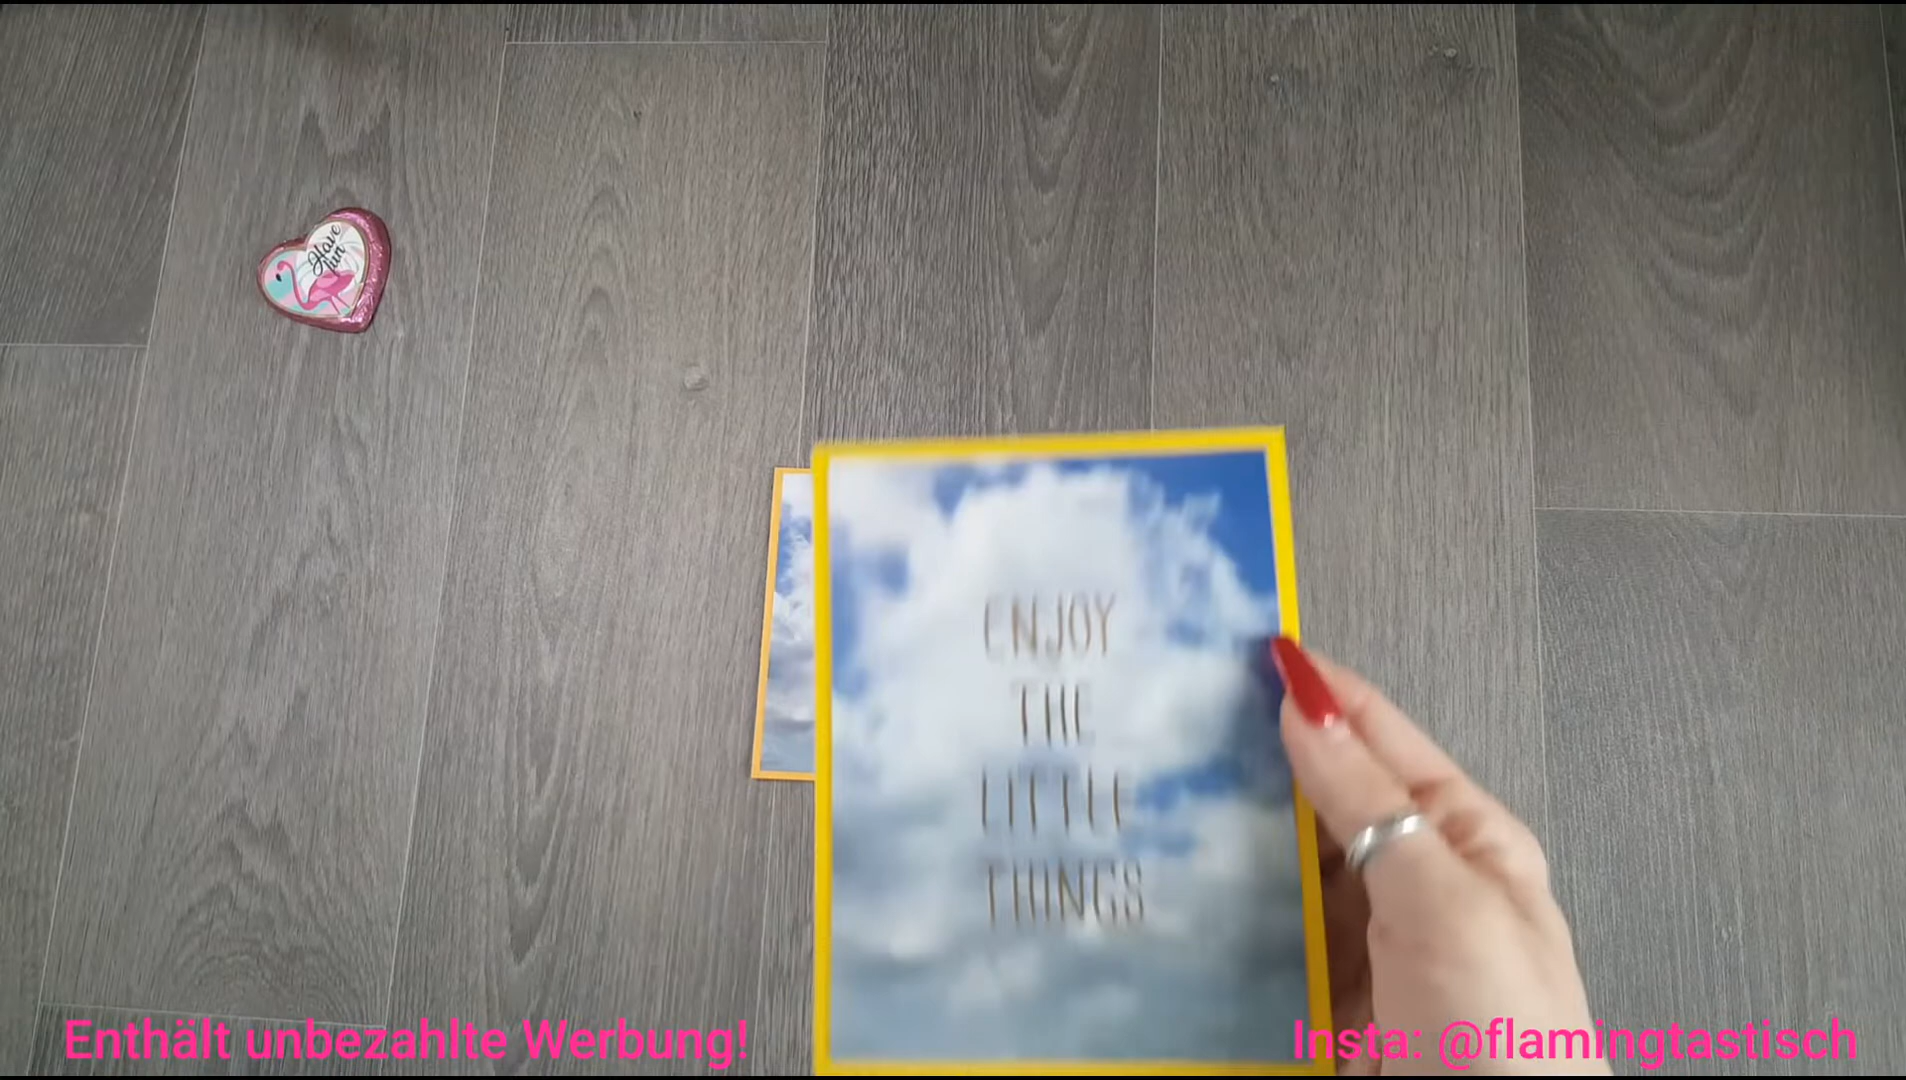 Have
fun
ENJOY
THE
LITTLE
THINGS
Enthält unbezahlte Werbung!
Insta: @flamingtastisch